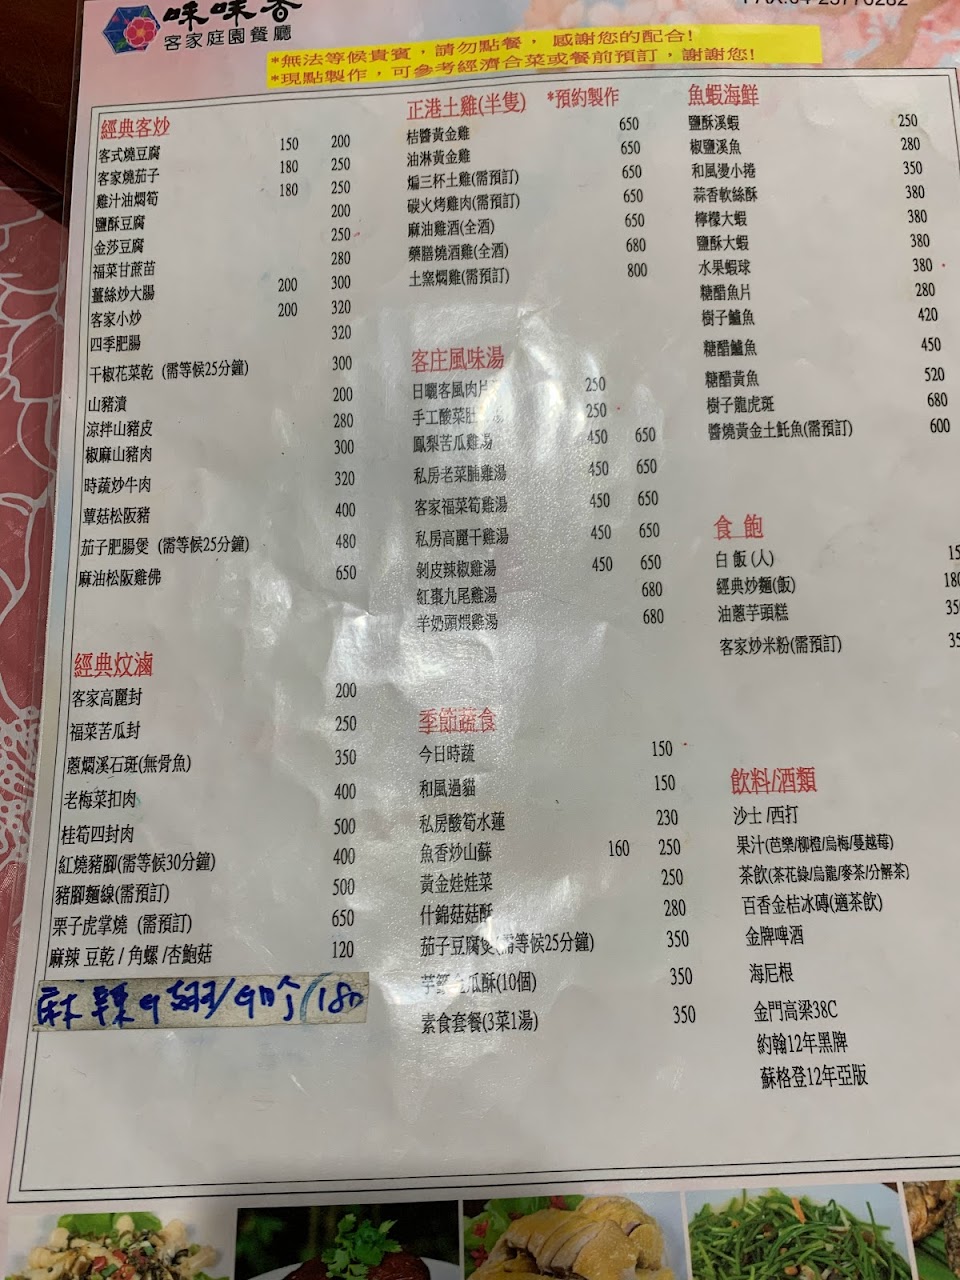 味味香
客家庭園餐廳
FAX:04-23770282
*無法等候貴賓，請勿點餐， 感謝您的配合!
*現點製作，可參考經濟合菜或餐前預訂，謝謝您!
經典客炒
客式燒豆腐 150 200
客家燒茄子 180 250
雞汁油燜筍 180 250
鹽酥豆腐 200
金莎豆腐 250
福菜甘蔗苗 280
薑絲炒大腸 200 300
客家小炒 200 320
四季肥腸 320
干椒花菜乾 (需等候25分鐘) 300
山豬漬 200
涼拌山豬皮 280
椒麻山豬肉 300
時蔬炒牛肉 320
蕈菇松阪豬 400
茄子肥腸煲 (需等候25分鐘) 480
麻油松阪雞佛 650
經典炆滷
客家高麗封 200
福菜苦瓜封 250
蔥燜溪石斑(無骨魚) 350
老梅菜扣肉 400
桂筍四封肉 500
紅燒豬腳(需等候30分鐘) 400
豬腳麵線(需預訂) 500
栗子虎掌燒 (需預訂) 650
麻辣 豆乾 / 角螺 /杏鮑菇 120
麻辣 180
正港土雞(半隻) *預約製作
桔醬黃金雞 650
油淋黃金雞 650
煸三杯土雞(需預訂) 650
碳火烤雞肉(需預訂) 650
麻油雞酒(全酒) 650
藥膳燒酒雞(全酒) 680
土窯燜雞(需預訂) 800
客庄風味湯
日曬客風肉片 250
手工酸菜肚 湯 250
鳳梨苦瓜雞湯 450 650
私房老菜脯雞湯 450 650
客家福菜筍雞湯 450 650
私房高麗干雞湯 450 650
剝皮辣椒雞湯 450 650
紅棗九尾雞湯 680
羊奶頭煨雞湯 680
季節蔬食
今日時蔬 150
和風過貓 150
私房酸筍水蓮 230
魚香炒山蘇 160 250
黃金娃娃菜 250
什錦菇菇酥 280
茄子豆腐煲(需等候25分鐘) 350
芋籤 瓜酥(10個) 350
素食套餐(3菜1湯) 350
魚蝦海鮮
鹽酥溪蝦 250
椒鹽溪魚 280
和風漫小捲 350
蒜香軟絲酥 380
檸檬大蝦 380
鹽酥大蝦 380
水果蝦球 380
糖醋魚片 280
樹子鱸魚 420
糖醋鱸魚 450
糖醋黃魚 520
樹子龍虎斑 680
醬燒黃金土魠魚(需預訂) 600
食 飽
白 飯 (人) 15
經典炒麵(飯) 180
油蔥芋頭糕 350
客家炒米粉(需預訂) 35
飲料/酒類
沙士 /西打
果汁(芭樂/柳橙/烏梅/蔓越莓)
茶飲(茶花綠/烏龍/麥茶/分解茶)
百香金桔冰磚(適茶飲)
金牌啤酒
海尼根
金門高粱38C
約翰12年黑牌
蘇格登12年亞版